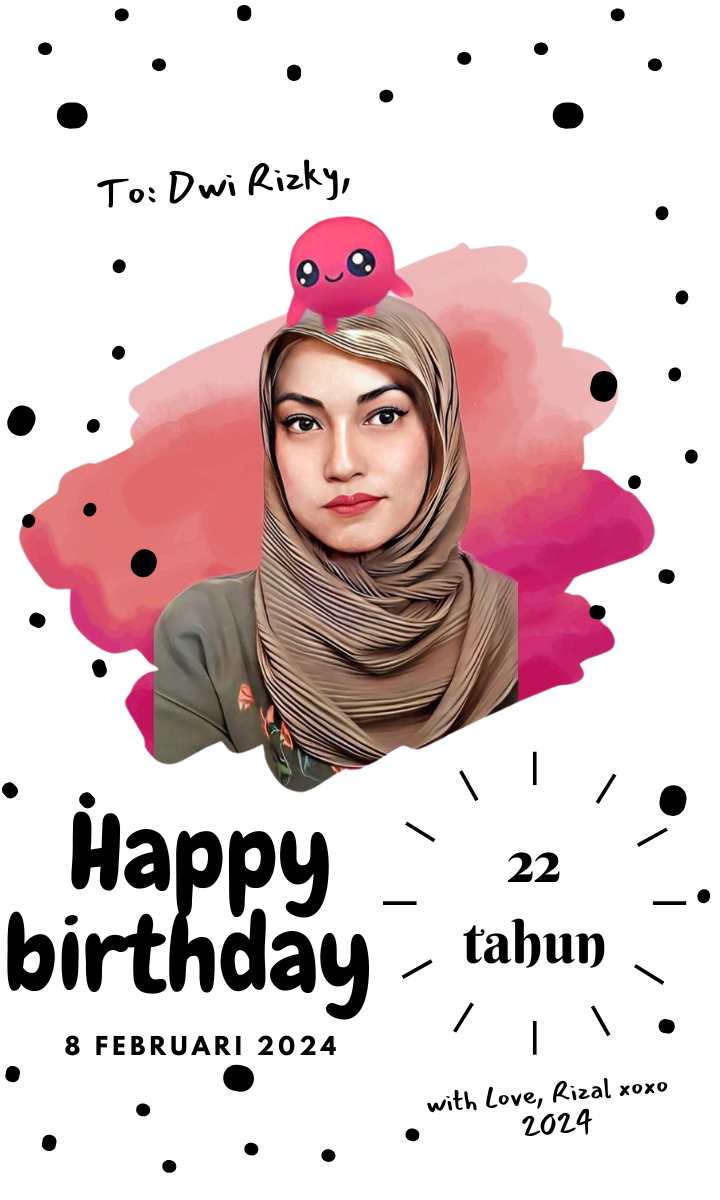 To: Dwi Rizky,
Happy
birthday
8 FEBRUARI 2024
22
tahun
with Love, Rizal xoxo
2024